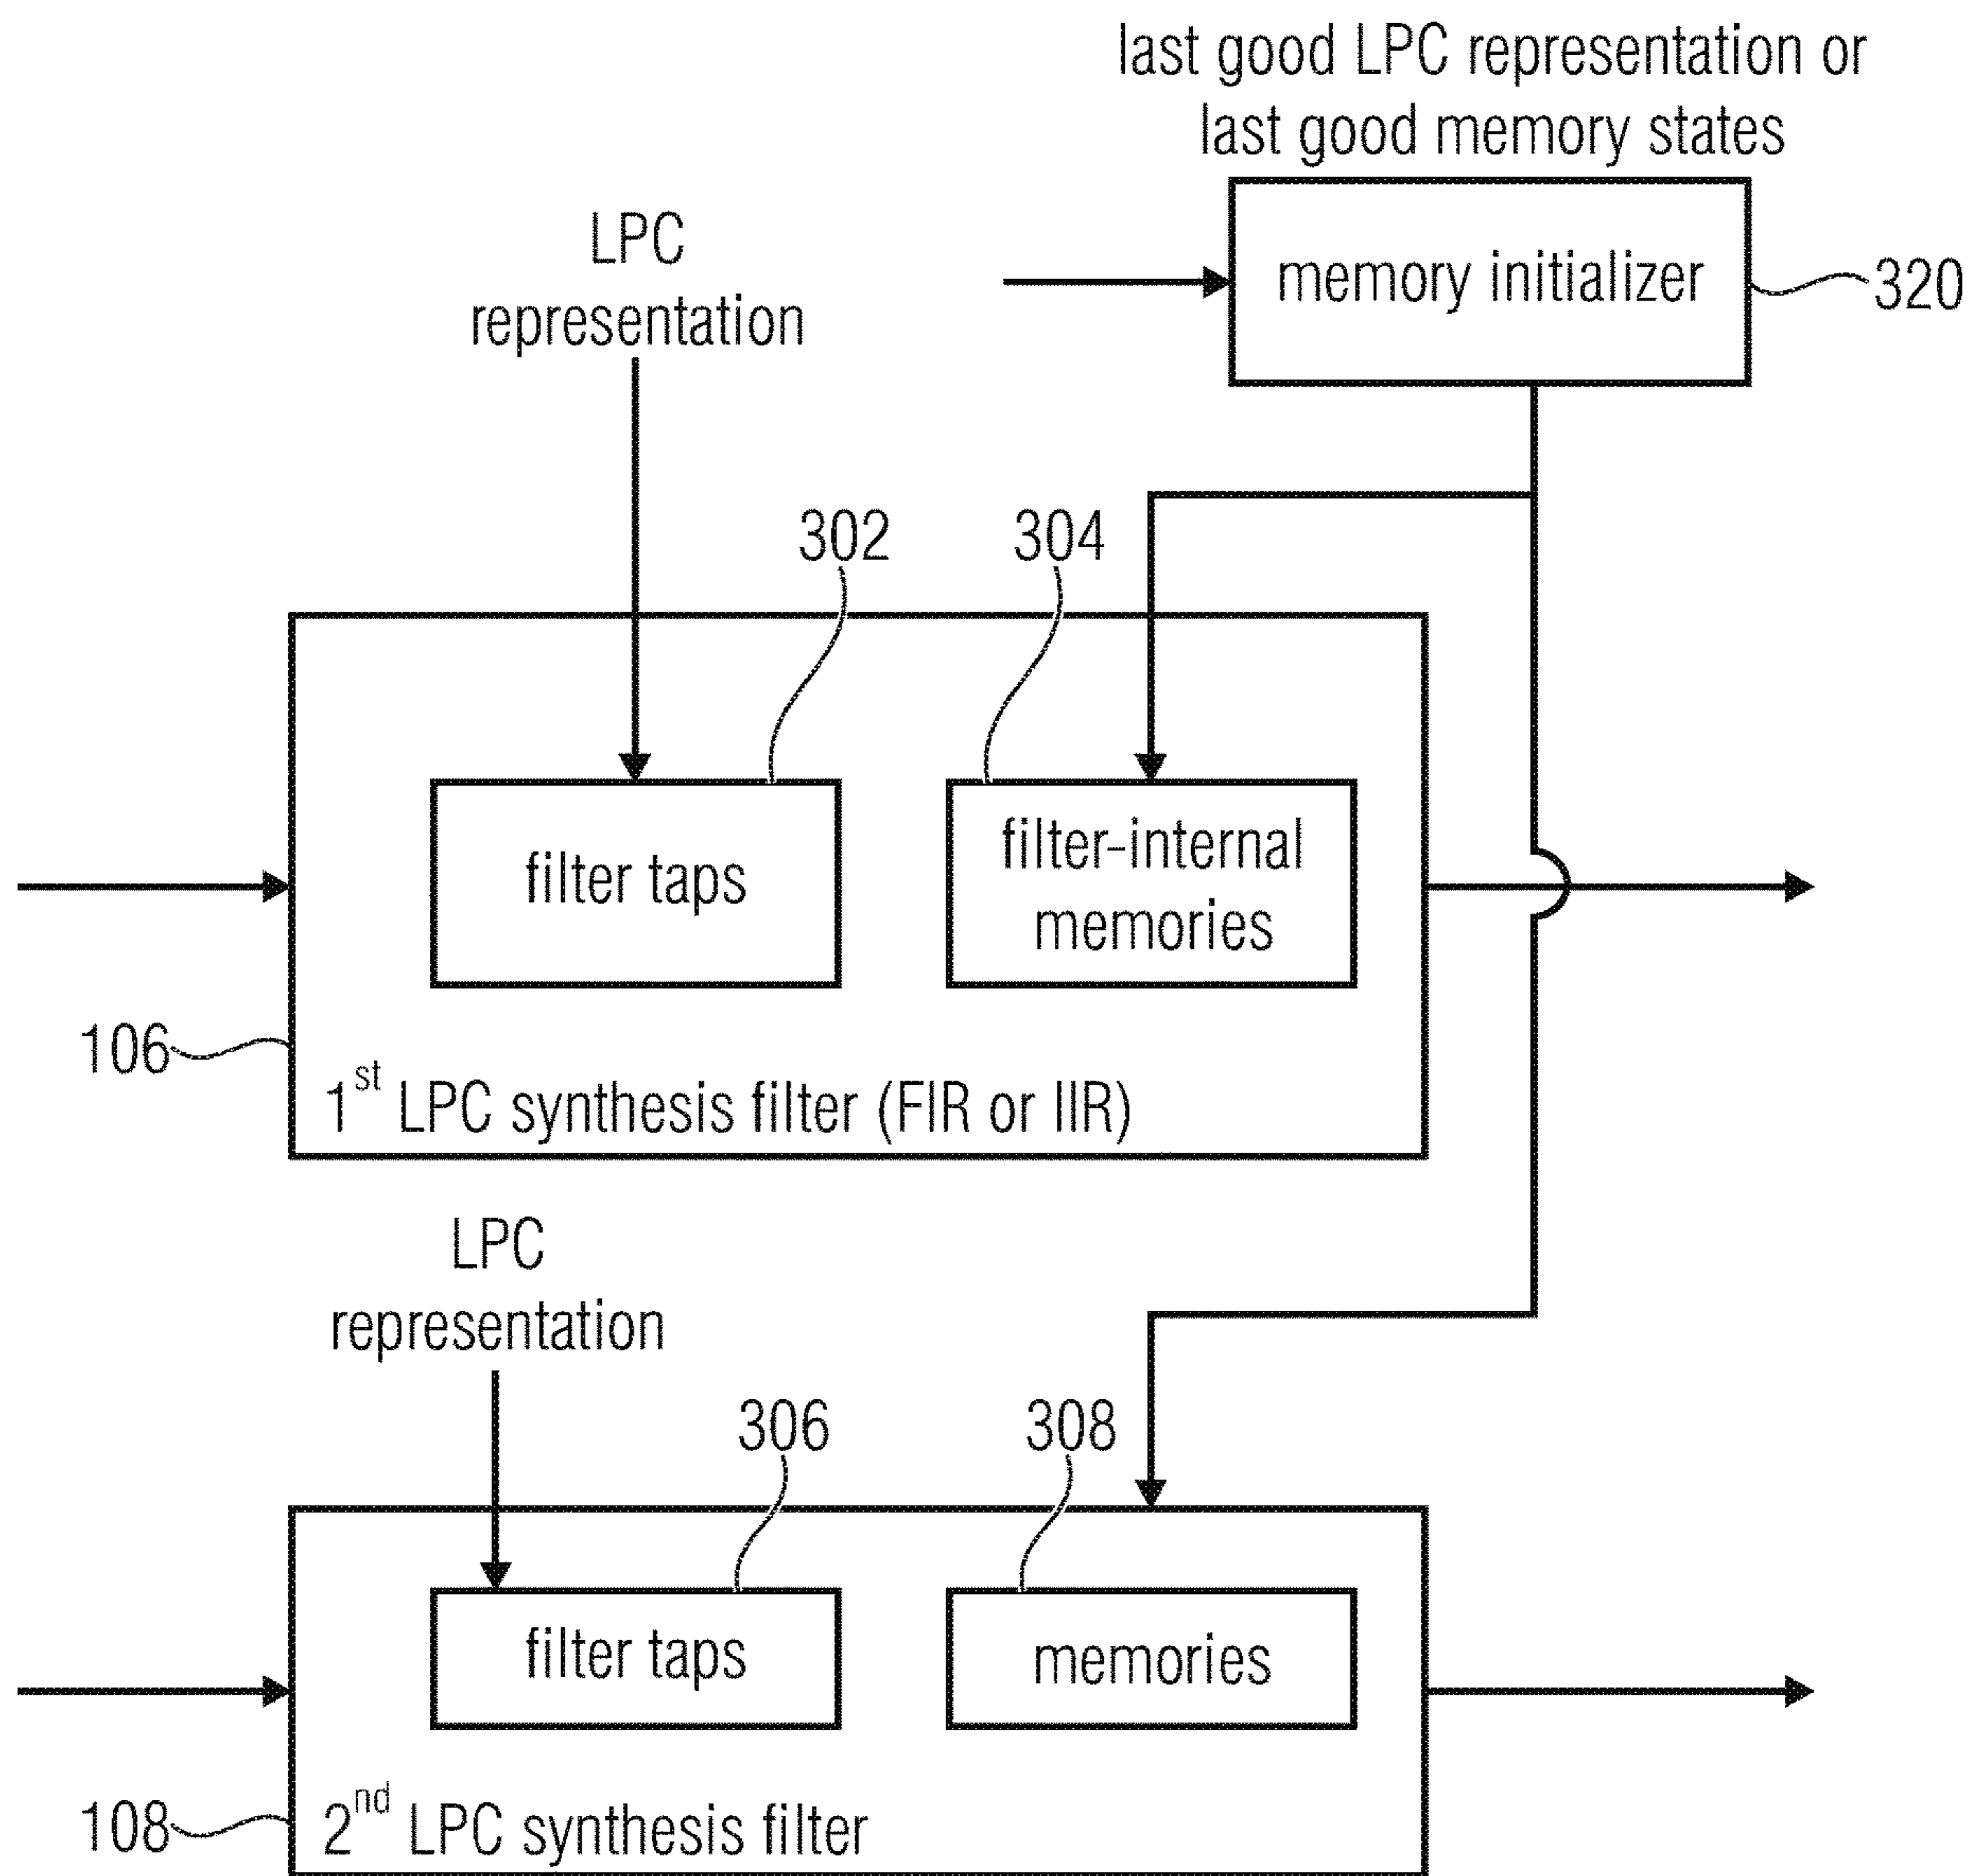 last good LPC representation or
last good memory states
memory initializer
320
LPC
representation
302
304
filter taps
filter-internal
memories
106
1st LPC synthesis filter (FIR or IIR)
LPC
representation
306
308
filter taps
memories
108
2nd LPC synthesis filter